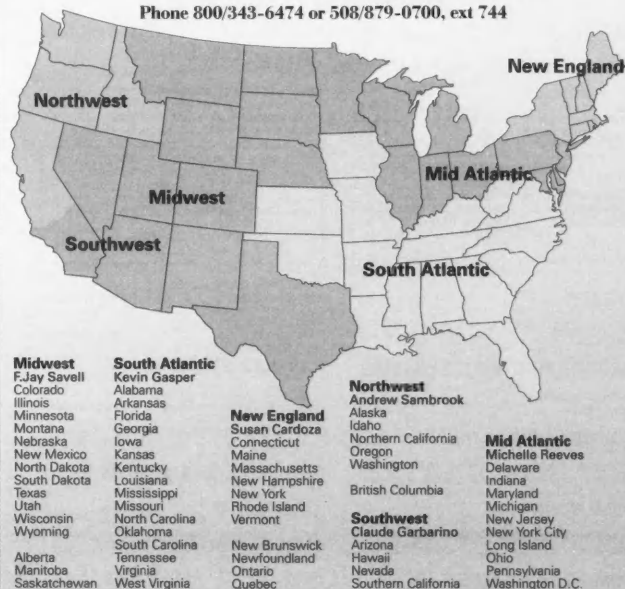 Phone 800/343-6474 or 508/879-0700, ext 744
New England
Northwest
Mid Atlantic
Midwest
Southwest
South Atlantic
Midwest
F.Jay Savell
Colorado
Illinois
Minnesota
Montana
Nebraska
New Mexico
North Dakota
South Dakota
Texas
Utah
Wisconsin
Wyoming
Alberta
Manitoba
Saskatchewan
South Atlantic
Kevin Gasper
Alabama
Arkansas
Florida
Georgia
Iowa
Kansas
Kentucky
Louisiana
Mississippi
Missouri
North Carolina
Oklahoma
South Carolina
Tennessee
Virginia
West Virginia
New England
Susan Cardoza
Connecticut
Maine
Massachusetts
New Hampshire
New York
Rhode Island
Vermont
New Brunswick
Newfoundland
Ontario
Quebec
Northwest
Andrew Sambrook
Alaska
Idaho
Northern California
Oregon
Washington
British Columbia
Southwest
Claude Garbarino
Arizona
Hawaii
Nevada
Southern California
Mid Atlantic
Michelle Reeves
Delaware
Indiana
Maryland
Michigan
New Jersey
New York City
Long Island
Ohio
Pennsylvania
Washington D.C.